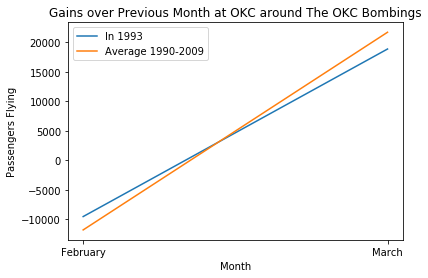 Gains over Previous Month at OKC around The OKC Bombings
In 1993
Average 1990-2009
20000
15000
10000
5000
0
−5000
−10000
Passengers Flying
February
March
Month